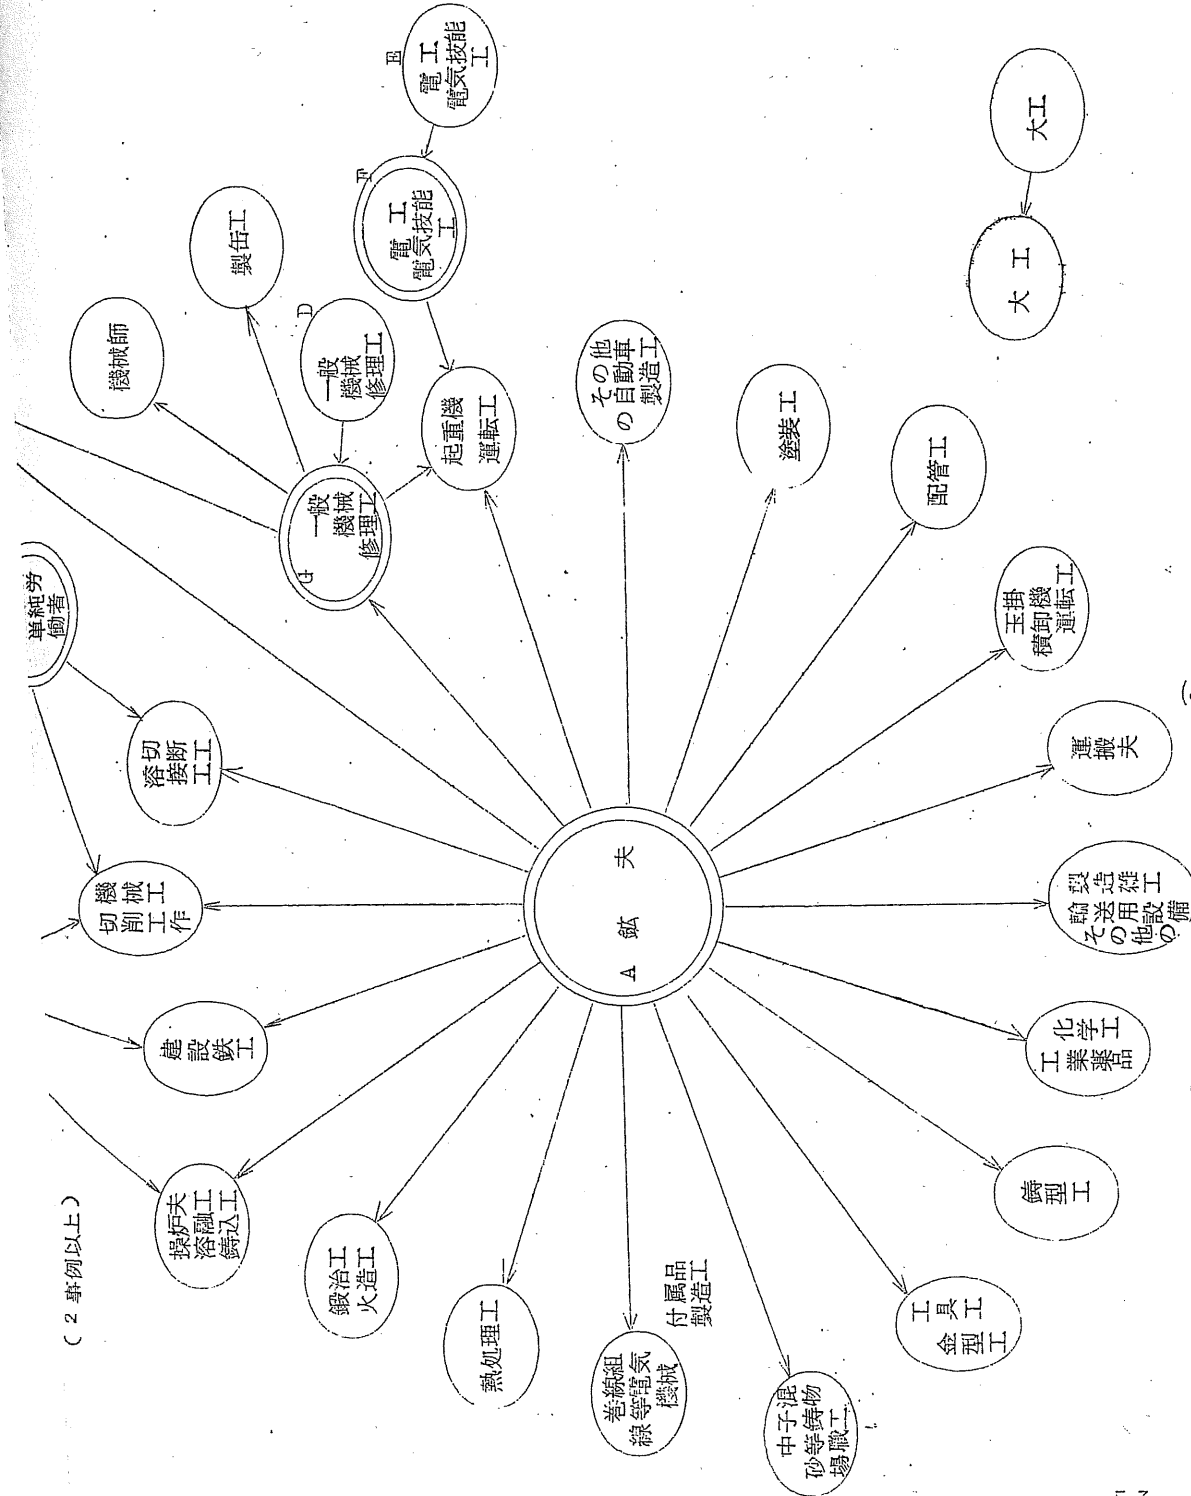 (2事例以上)
操炉夫
溶融工
鋳込工
建設
鉄工
機械工
切削工作
溶接工
切断工
単純労
働者
機械師
製缶工
D
一般
機械
修理工
G
一般
機械
修理工
E
電工
電気技能
工
F
電工
電気技能
工
起重機
運転工
鍛冶工
火造工
熱処理工
巻線組
線等電気
機械
付属品
製造工
中子混
砂等鋳物
場職工
工具工
金型工
鋳型工
化学工
工業薬品
製造雑工
輸送用設備
その他の
運搬夫
玉掛
積卸機
運転工
配管工
塗装工
その他
の自動車
製造工
A 鉱夫
大工
大工